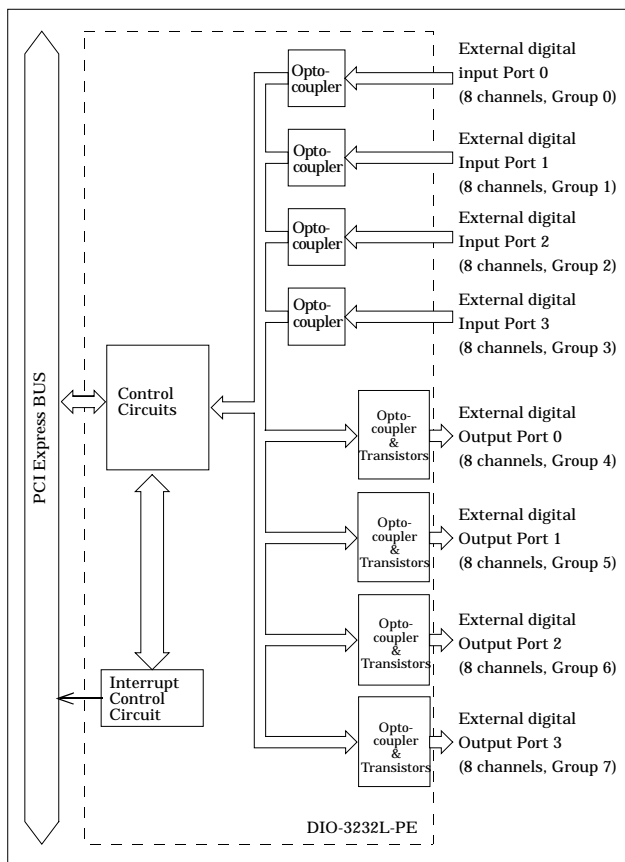 PCI Express BUS
Control
Circuits
Interrupt
Control
Circuit
Opto-
coupler
External digital
input Port 0
(8 channels, Group 0)
Opto-
coupler
External digital
Input Port 1
(8 channels, Group 1)
Opto-
coupler
External digital
Input Port 2
(8 channels, Group 2)
Opto-
coupler
External digital
Input Port 3
(8 channels, Group 3)
Opto-
coupler
&
Transistors
External digital
Output Port 0
(8 channels, Group 4)
Opto-
coupler
&
Transistors
External digital
Output Port 1
(8 channels, Group 5)
Opto-
coupler
&
Transistors
External digital
Output Port 2
(8 channels, Group 6)
Opto-
coupler
&
Transistors
External digital
Output Port 3
(8 channels, Group 7)
DIO-3232L-PE